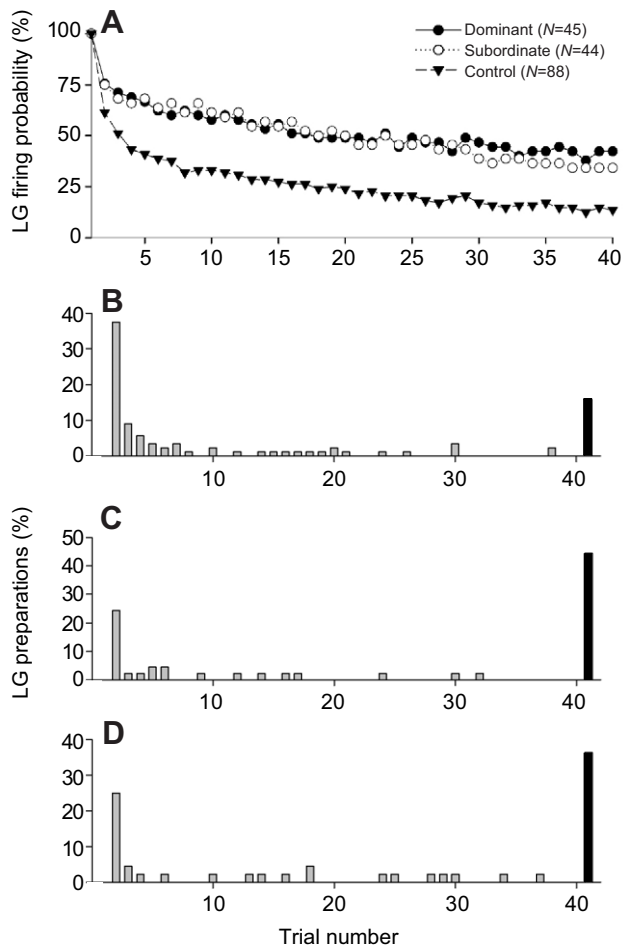 A
LG firing probability (%)
100
75
50
25
0
Dominant (N=45)
Subordinate (N=44)
Control (N=88)
5 10 15 20 25 30 35 40
B
40
30
20
10
0
10 20 30 40
LG preparations (%)
C
50
40
30
20
10
0
10 20 30 40
D
40
30
20
10
0
10 20 30 40
Trial number